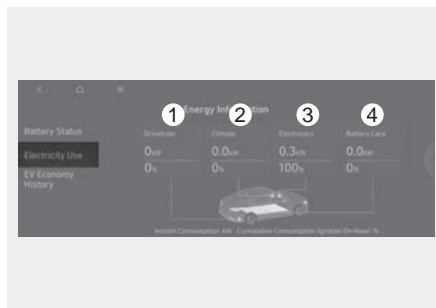 1 2 3 4
Energy Information
Battery Status
Electricity Use
EV Economy
History
Drivetrain Climate Electronics Battery Care
0kW 0.0kW 0.3kW 0.0kW
0% 0% 100% 0%
Instant Consumption: kW Cumulative Consumption (Ignition On-Now): %